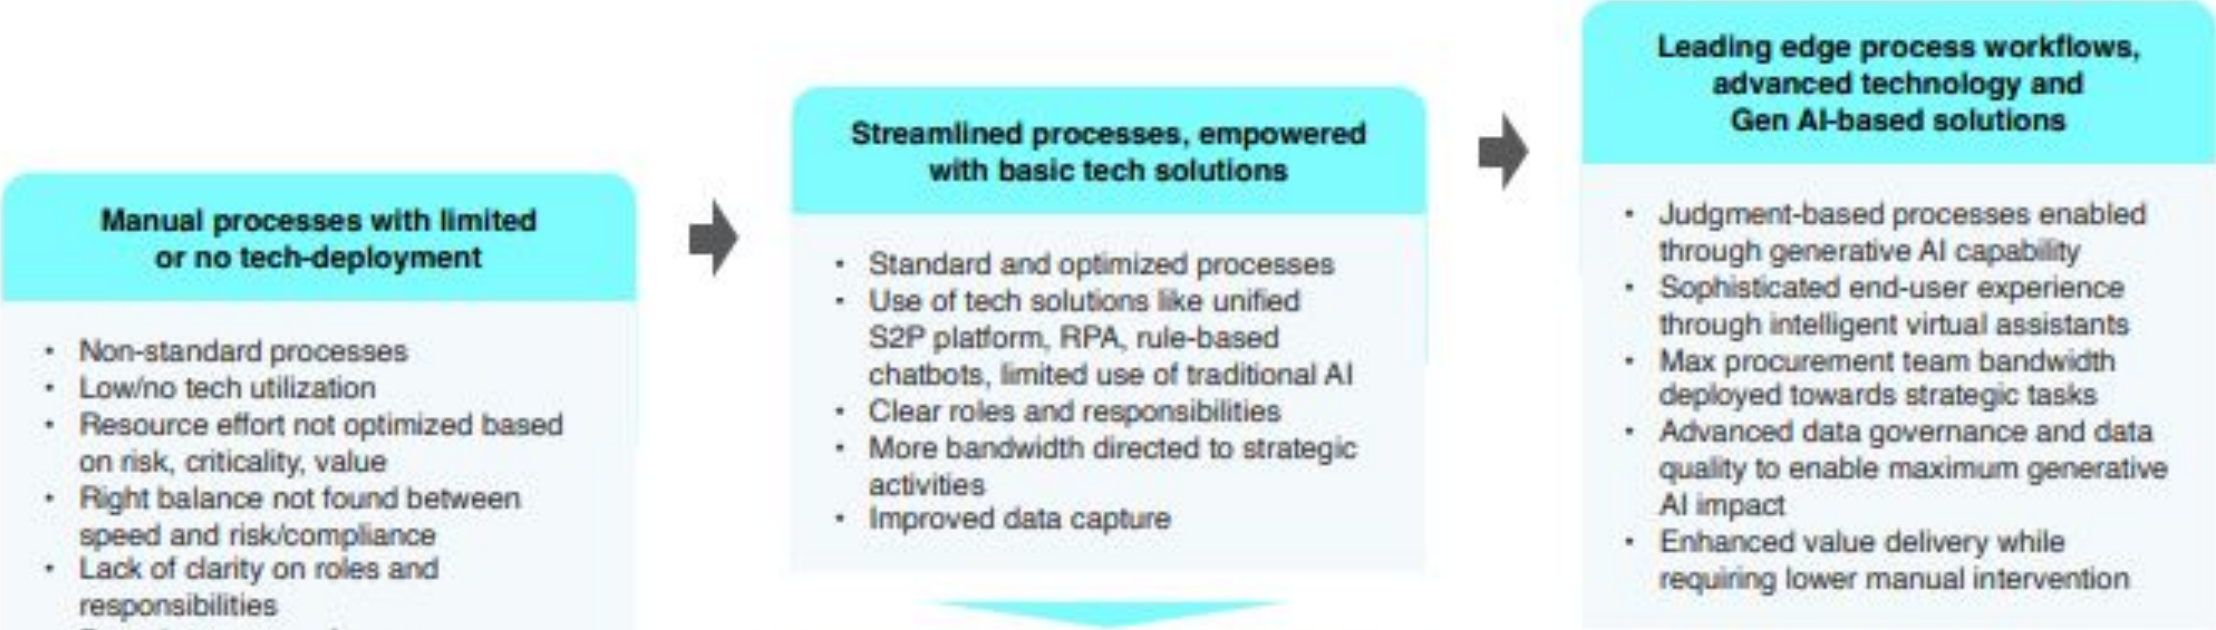 Manual processes with limited
or no tech-deployment
• Non-standard processes
• Low/no tech utilization
• Resource effort not optimized based
on risk, criticality, value
• Right balance not found between
speed and risk/compliance
• Lack of clarity on roles and
responsibilities
Streamlined processes, empowered
with basic tech solutions
• Standard and optimized processes
• Use of tech solutions like unified
S2P platform, RPA, rule-based
chatbots, limited use of traditional AI
• Clear roles and responsibilities
• More bandwidth directed to strategic
activities
• Improved data capture
Leading edge process workflows,
advanced technology and
Gen AI-based solutions
• Judgment-based processes enabled
through generative AI capability
• Sophisticated end-user experience
through intelligent virtual assistants
• Max procurement team bandwidth
deployed towards strategic tasks
• Advanced data governance and data
quality to enable maximum generative
AI impact
• Enhanced value delivery while
requiring lower manual intervention